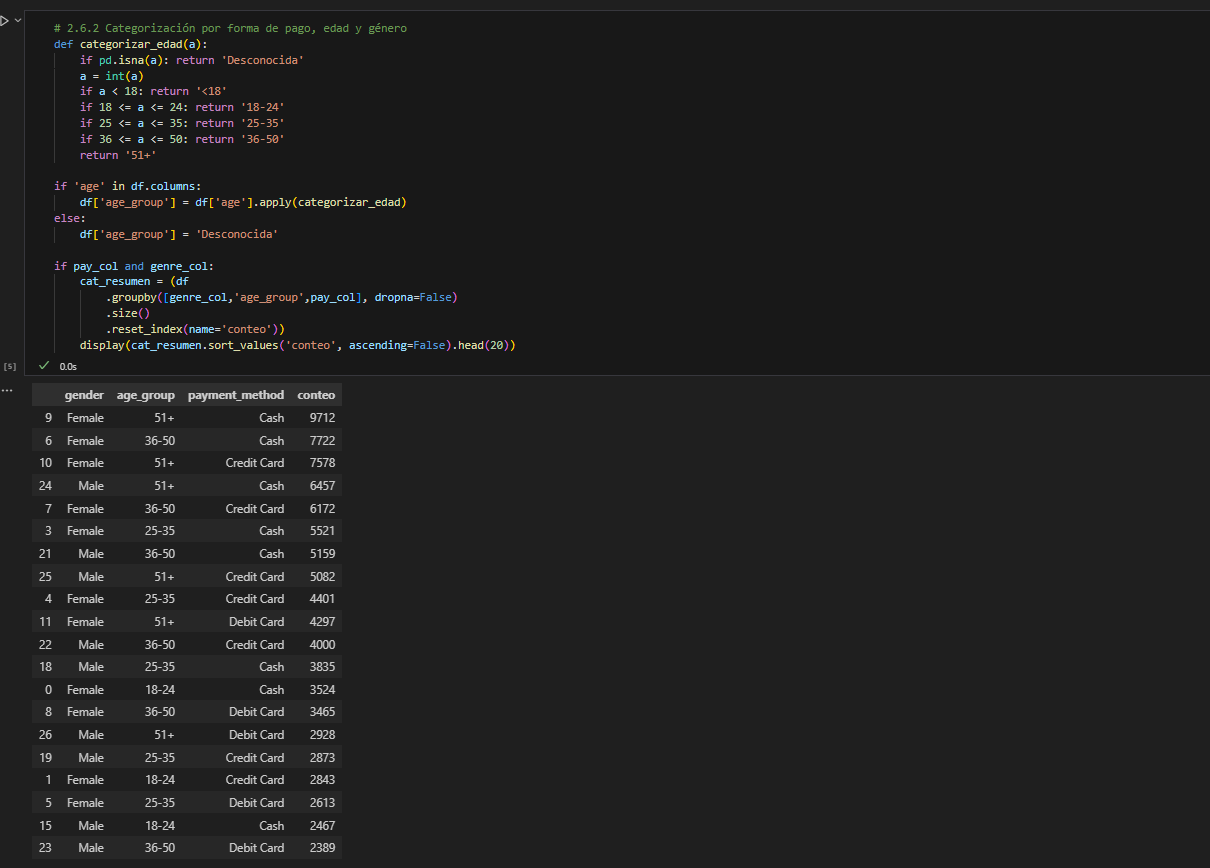 # 2.6.2 Categorización por forma de pago, edad y género
def categorizar_edad(a):
    if pd.isna(a): return 'Desconocida'
    a = int(a)
    if a < 18: return '<18'
    if 18 <= a <= 24: return '18-24'
    if 25 <= a <= 35: return '25-35'
    if 36 <= a <= 50: return '36-50'
    return '51+'
if 'age' in df.columns:
    df['age_group'] = df['age'].apply(categorizar_edad)
else:
    df['age_group'] = 'Desconocida'
if pay_col and genre_col:
    cat_resumen = (df
        .groupby([genre_col,'age_group',pay_col], dropna=False)
        .size()
        .reset_index(name='conteo'))
    display(cat_resumen.sort_values('conteo', ascending=False).head(20))
[5] 0.0s
gender age_group payment_method conteo
9 Female 51+ Cash 9712
6 Female 36-50 Cash 7722
10 Female 51+ Credit Card 7578
24 Male 51+ Cash 6457
7 Female 36-50 Credit Card 6172
3 Female 25-35 Cash 5521
21 Male 36-50 Cash 5159
25 Male 51+ Credit Card 5082
4 Female 25-35 Credit Card 4401
11 Female 51+ Debit Card 4297
22 Male 36-50 Credit Card 4000
18 Male 25-35 Cash 3835
0 Female 18-24 Cash 3524
8 Female 36-50 Debit Card 3465
26 Male 51+ Debit Card 2928
19 Male 25-35 Credit Card 2873
1 Female 18-24 Credit Card 2843
5 Female 25-35 Debit Card 2613
15 Male 18-24 Cash 2467
23 Male 36-50 Debit Card 2389